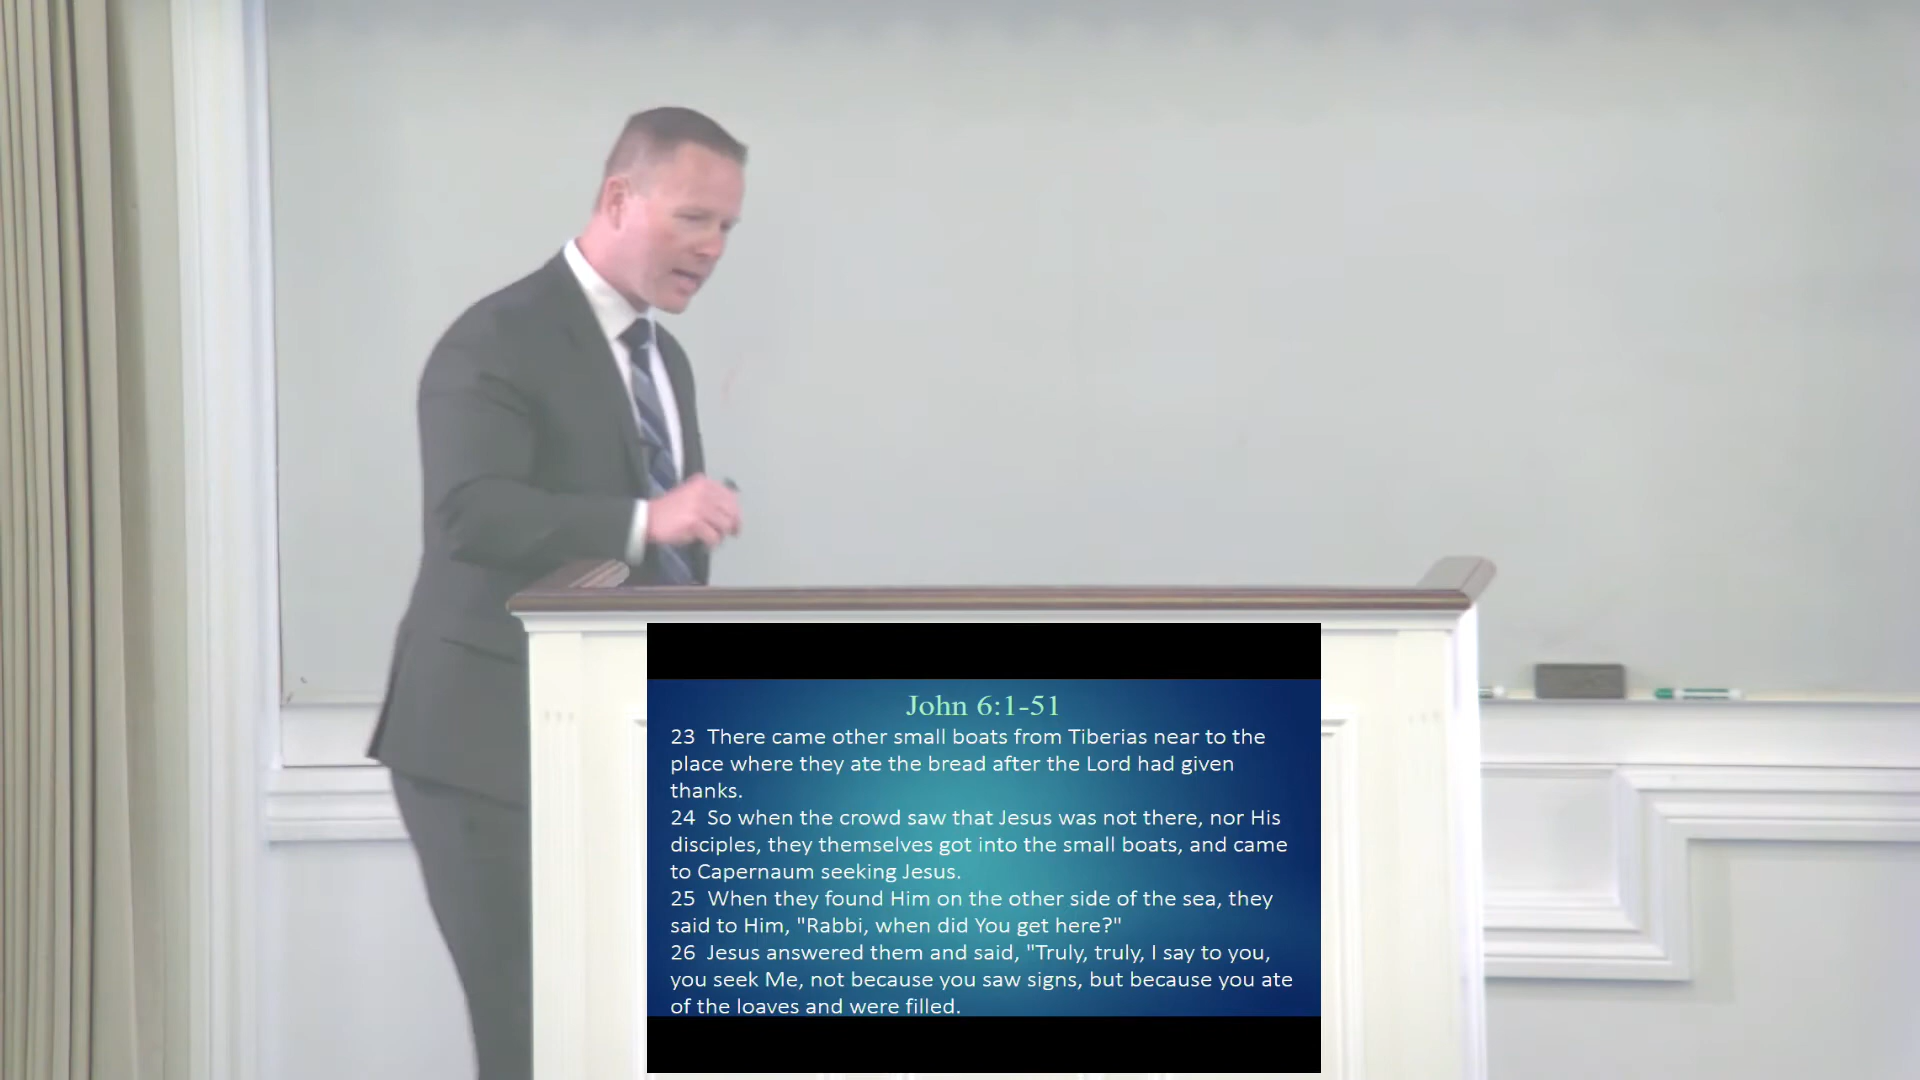 John 6:1-51
23 There came other small boats from Tiberias near to the
place where they ate the bread after the Lord had given
thanks.
24 So when the crowd saw that Jesus was not there, nor His
disciples, they themselves got into the small boats, and came
to Capernaum seeking Jesus.
25 When they found Him on the other side of the sea, they
said to Him, "Rabbi, when did You get here?"
26 Jesus answered them and said, "Truly, truly, I say to you,
you seek Me, not because you saw signs, but because you ate
of the loaves and were filled.